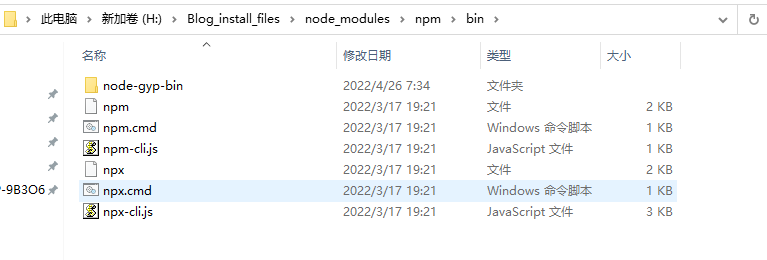 此电脑 > 新加卷 (H:) > Blog_install_files > node_modules > npm > bin >
名称 修改日期 类型 大小
node-gyp-bin 2022/4/26 7:34 文件夹
npm 2022/3/17 19:21 文件 2 KB
npm.cmd 2022/3/17 19:21 Windows 命令脚本 1 KB
npm-cli.js 2022/3/17 19:21 JavaScript 文件 1 KB
npx 2022/3/17 19:21 文件 2 KB
-9B3O6 npx.cmd 2022/3/17 19:21 Windows 命令脚本 1 KB
npx-cli.js 2022/3/17 19:21 JavaScript 文件 3 KB